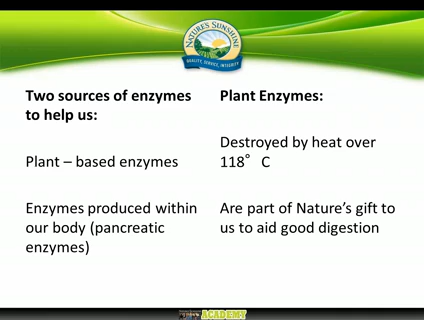 NATURE'S SUNSHINE
QUALITY, SERVICE, INTEGRITY
Two sources of enzymes
to help us:
Plant – based enzymes
Enzymes produced within
our body (pancreatic
enzymes)
Plant Enzymes:
Destroyed by heat over
118° C
Are part of Nature's gift to
us to aid good digestion
ACADEMY